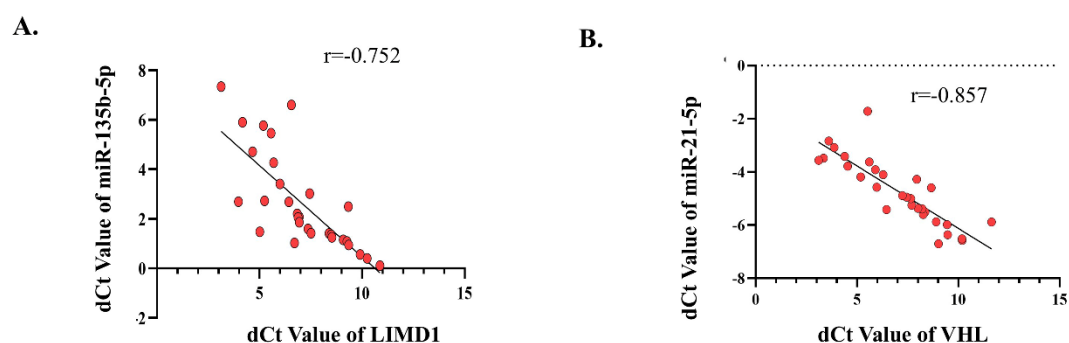 A.
r=-0.752
dCt Value of miR-135b-5p
8
6
4
2
0
-2
5
10
15
dCt Value of LIMD1
B.
r=-0.857
dCt Value of miR-21-5p
0
-2
-4
-6
-8
0
5
10
15
dCt Value of VHL